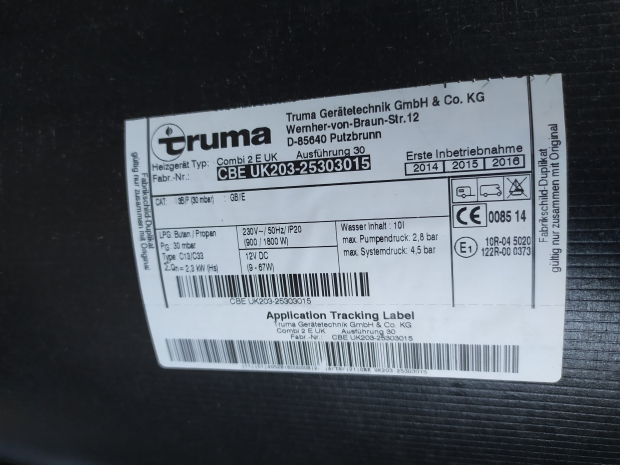 truma
Truma Gerätetechnik GmbH & Co. KG
Wernher-von-Braun-Str.12
D-85640 Putzbrunn
Heizgerät Typ: Combi 2 E UK Ausführung 30
Fabr.-Nr.: CBE UK203-25303015
Erste Inbetriebnahme
2014 2015 2016
CAT. : 3B/P (30 mbar) : GB/E
LPG: Butan / Propan
Pg: 30 mbar
Type: C13/C33
ΣQn = 2,3 kW (Hs)
230V~ / 50Hz / IP20
(900 / 1800 W)
12V DC
(9 - 67W)
Wasser Inhalt : 10l
max. Pumpendruck: 2,8 bar
max. Systemdruck: 4,5 bar
CE 0085 14
E1 10R-04 5020
122R-00 0373
CBE UK203-25303015
Fabrikschild-Duplikat
gültig nur zusammen mit Original
Fabrikschild-Duplikat
gültig nur zusammen mit Original
Application Tracking Label
Truma Gerätetechnik GmbH & Co. KG
Combi 2 E UK Ausführung 30
Fabr.-Nr.: CBE UK203-25303015